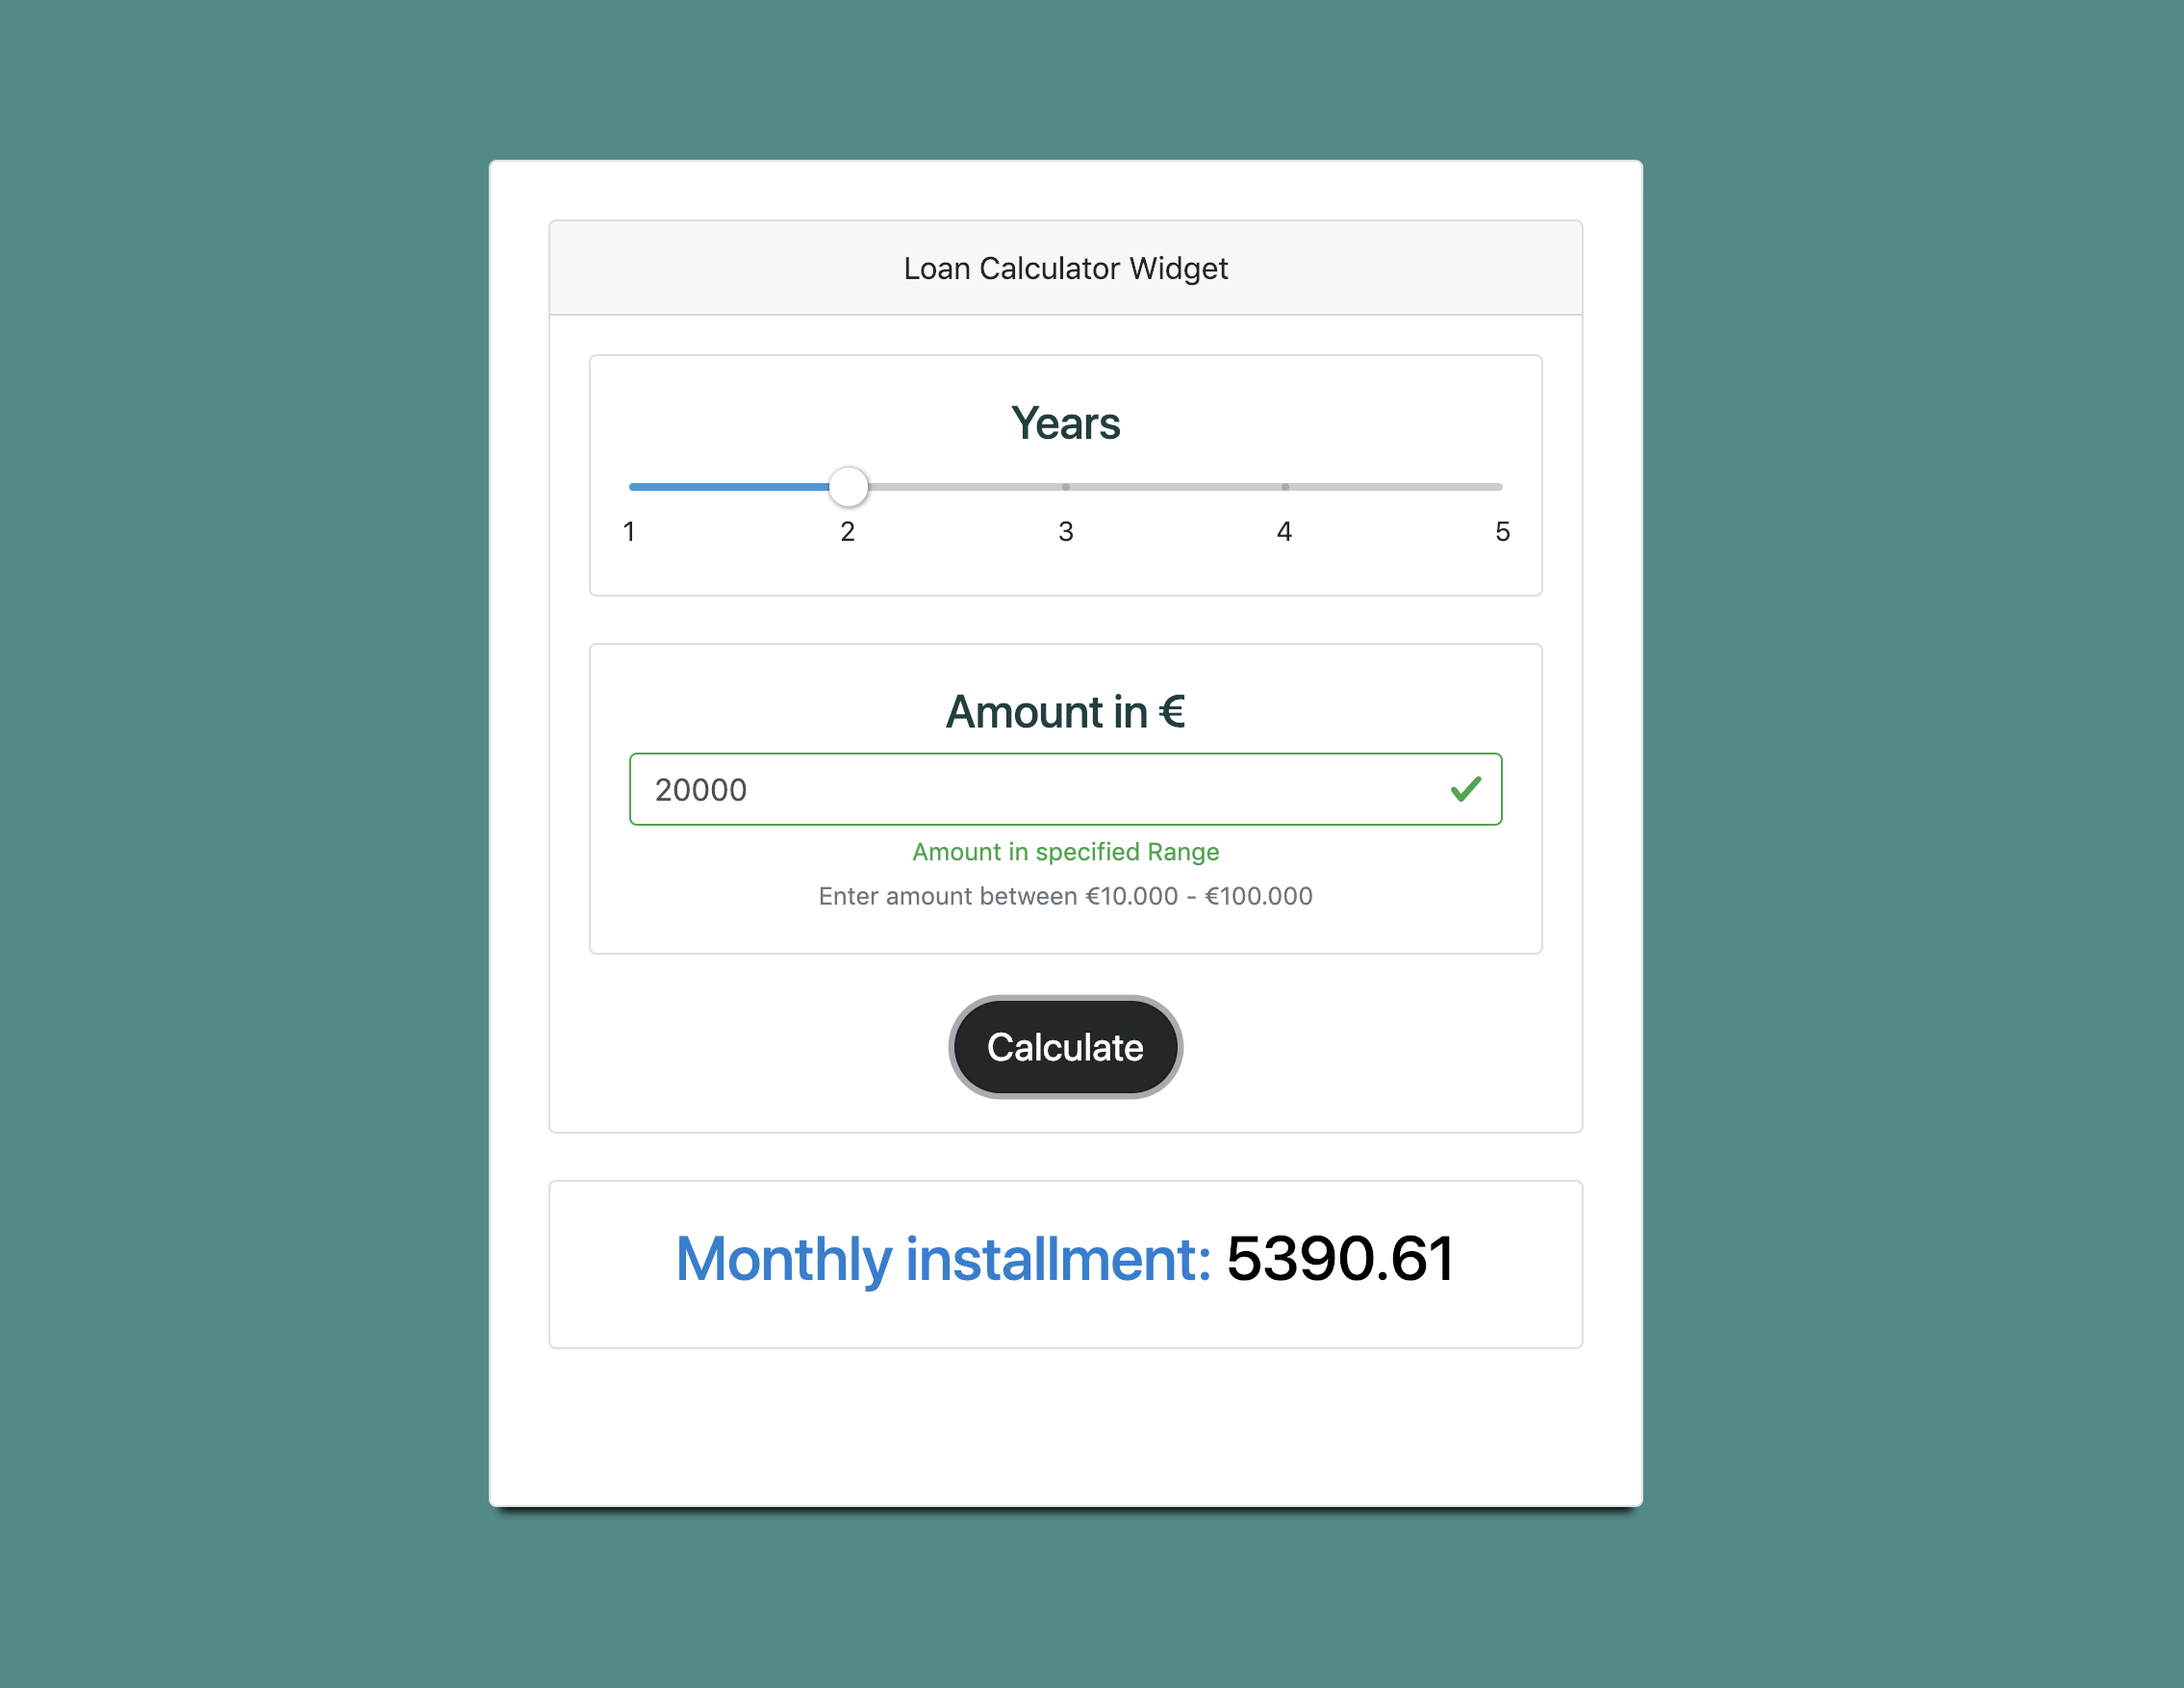 Loan Calculator Widget
Years
1 2 3 4 5
Amount in €
20000
Amount in specified Range
Enter amount between €10.000 - €100.000
Calculate
Monthly installment: 5390.61